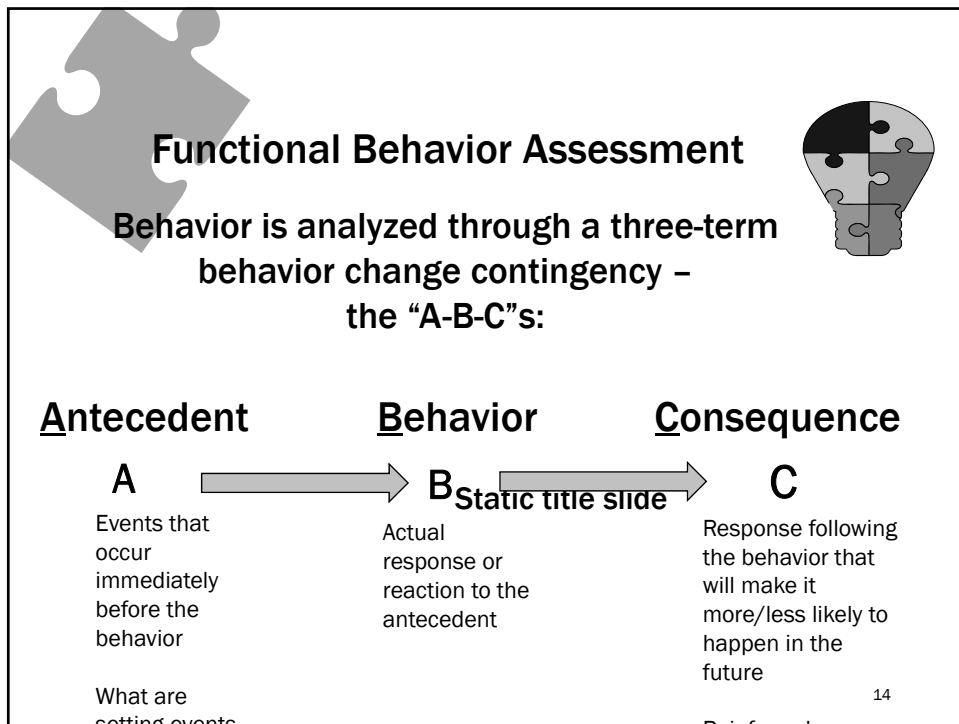 Functional Behavior Assessment
Behavior is analyzed through a three-term
behavior change contingency –
the “A-B-C”s:
Antecedent
Behavior
Consequence
A
B
Static title slide
C
Events that
occur
immediately
before the
behavior
What are
setting events
Actual
response or
reaction to the
antecedent
Response following
the behavior that
will make it
more/less likely to
happen in the
future
14